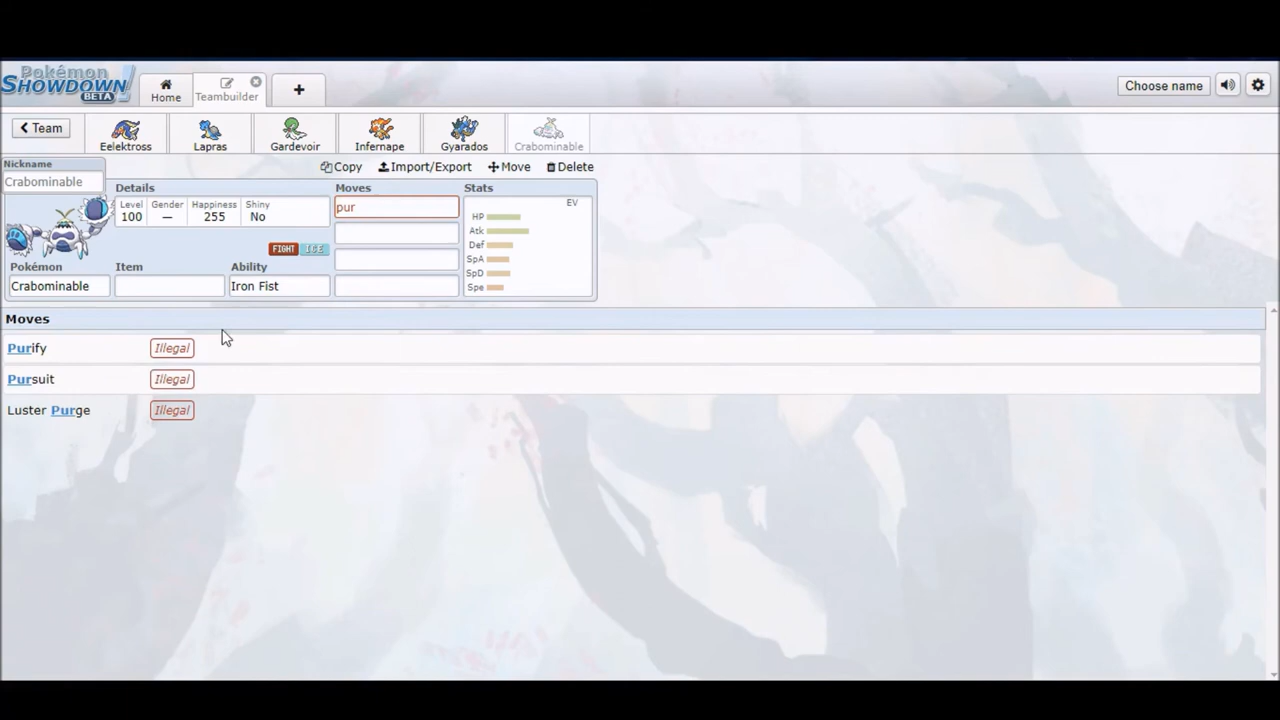 Pokémon
SHOWDOWN!
BETA
Home
Teambuilder
+
Choose name
Team
Eelektross
Lapras
Gardevoir
Infernape
Gyarados
Crabominable
Nickname
Crabominable
Copy
Import/Export
Move
Delete
Details
Moves
Stats
Level
Gender
Happiness
Shiny
100
—
255
No
pur
EV
HP
Atk
Def
SpA
SpD
Spe
FIGHT
ICE
Pokémon
Item
Ability
Crabominable
Iron Fist
Moves
Purify
Illegal
Pursuit
Illegal
Luster Purge
Illegal